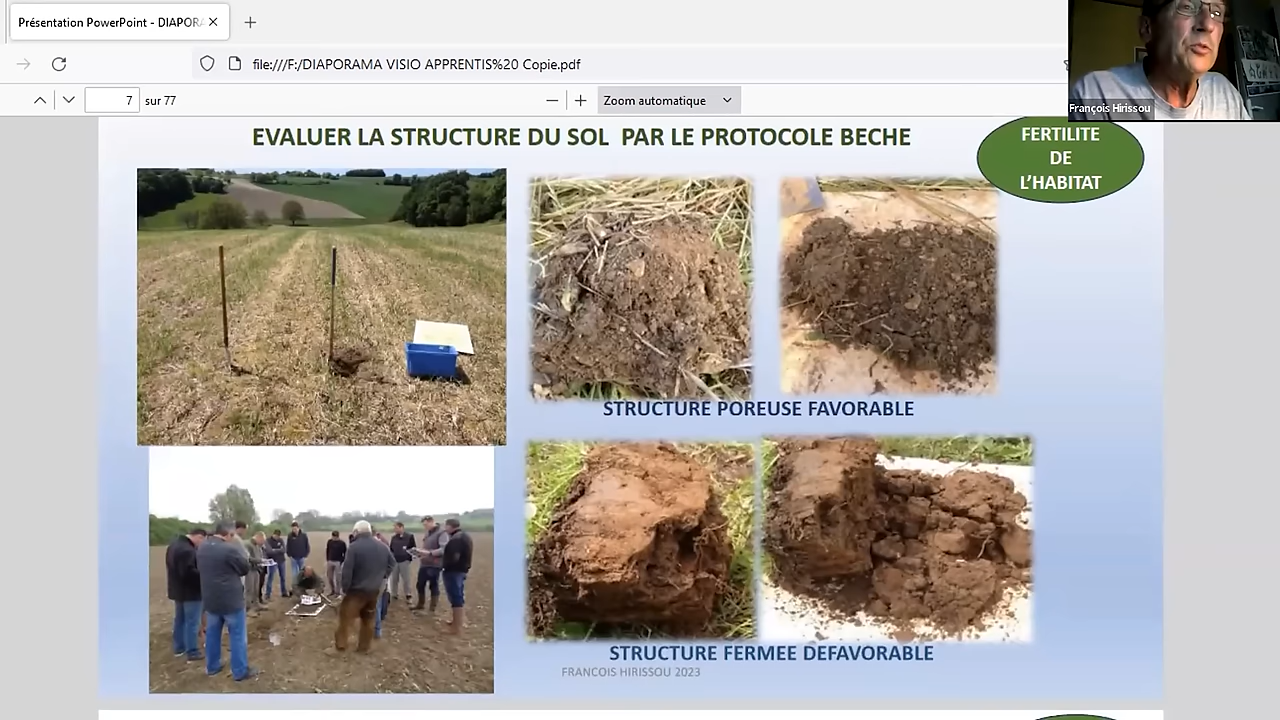 Présentation PowerPoint - DIAPORA
file:///F:/DIAPORAMA VISIO APPRENTIS%20 Copie.pdf
7 sur 77
Zoom automatique
François Hirissou
EVALUER LA STRUCTURE DU SOL PAR LE PROTOCOLE BECHE
FERTILITE
DE
L'HABITAT
STRUCTURE POREUSE FAVORABLE
STRUCTURE FERMEE DEFAVORABLE
FRANCOIS HIRISSOU 2023